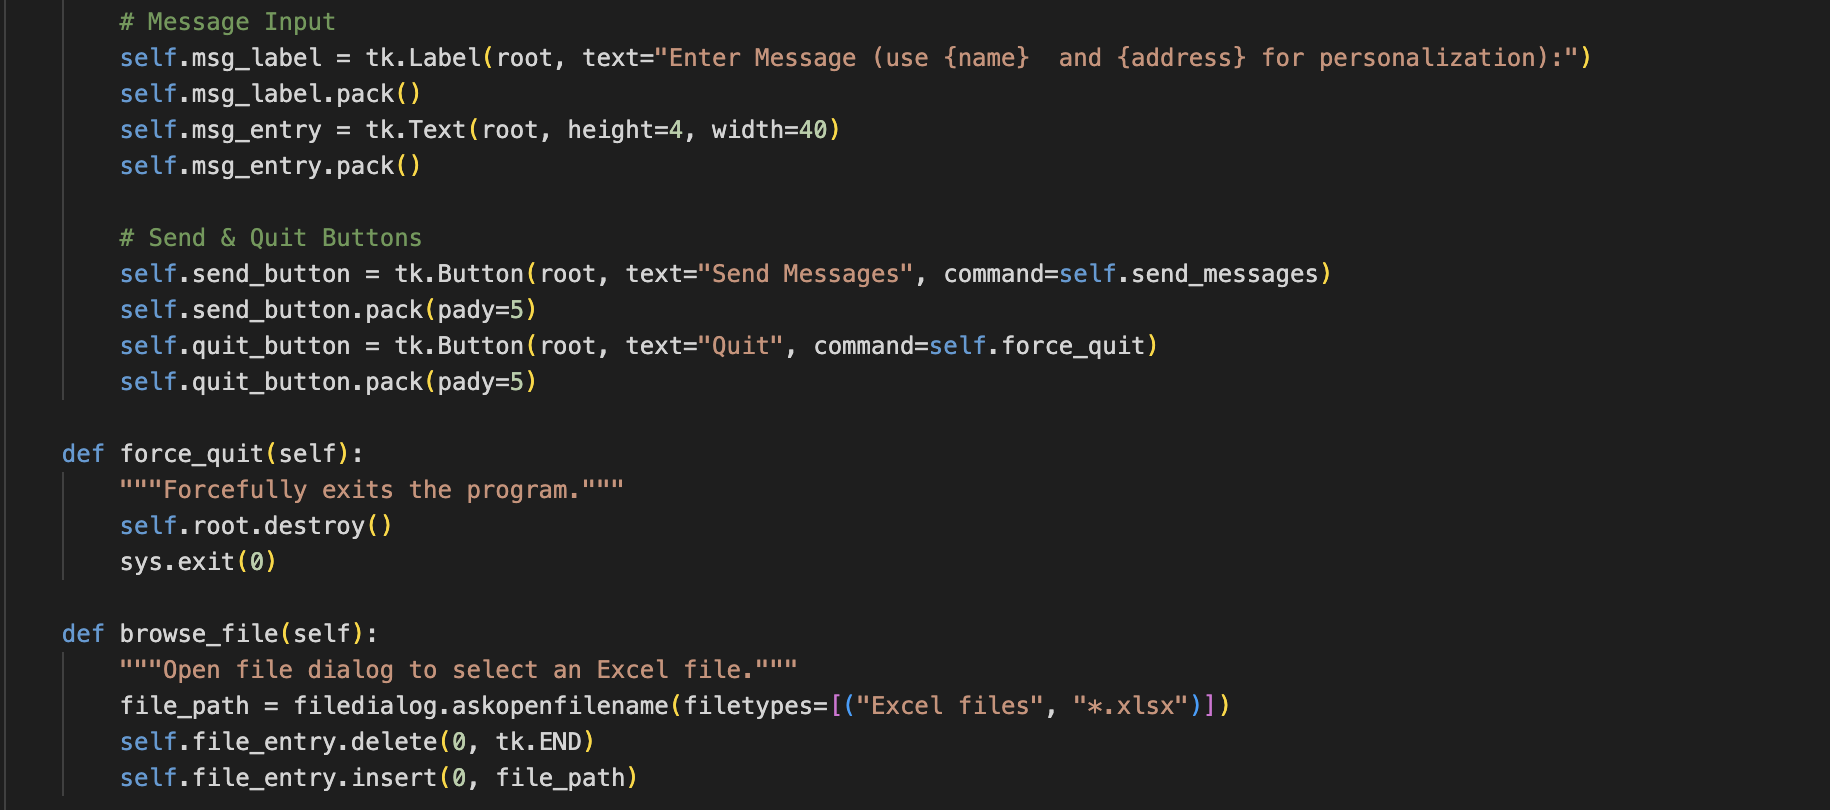 # Message Input
self.msg_label = tk.Label(root, text="Enter Message (use {name}  and {address} for personalization):")
self.msg_label.pack()
self.msg_entry = tk.Text(root, height=4, width=40)
self.msg_entry.pack()
# Send & Quit Buttons
self.send_button = tk.Button(root, text="Send Messages", command=self.send_messages)
self.send_button.pack(pady=5)
self.quit_button = tk.Button(root, text="Quit", command=self.force_quit)
self.quit_button.pack(pady=5)
def force_quit(self):
"""Forcefully exits the program."""
self.root.destroy()
sys.exit(0)
def browse_file(self):
"""Open file dialog to select an Excel file."""
file_path = filedialog.askopenfilename(filetypes=[("Excel files", "*.xlsx")])
self.file_entry.delete(0, tk.END)
self.file_entry.insert(0, file_path)